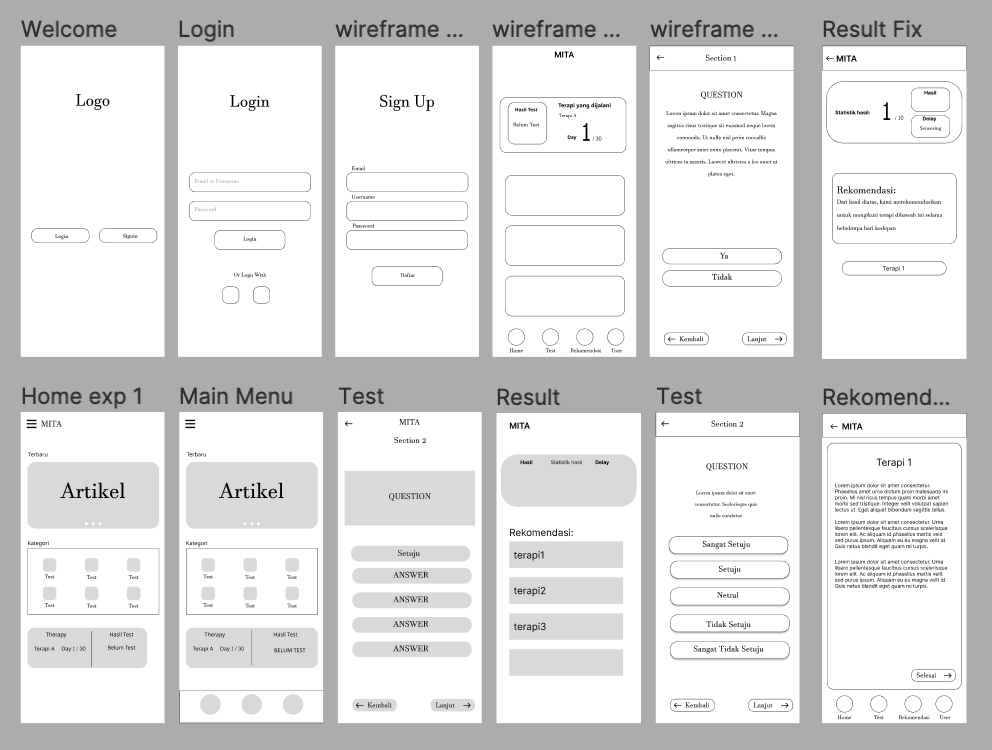 Welcome
Logo
Login
Signin
Login
Login
Email or Username
Password
Login
Or Login With
wireframe ...
Sign Up
Email
Username
Password
Daftar
wireframe ...
MITA
Hasil Test
Belum Test
Terapi yang dijalani
Terapi A
Day 1 / 30
Home Test Rekomendasi User
wireframe ...
← Section 1
QUESTION
Lorem ipsum dolor sit amet consectetur. Magna
sagittis risus tristique sit euismod neque lorem
commodo. Ut nulla nisl proin convallis
ullamcorper amet enim placerat. Vitae tempus
ultrices in mauris. Laoreet ultricies a leo amet ut
platea eget.
Ya
Tidak
← Kembali Lanjut →
Result Fix
← MITA
Statistik hasil: 1 / 10
Hasil
Delay
Sensoring
Rekomendasi:
Dari hasil diatas, kami merekomendasikan
untuk mengikuti terapi dibawah ini selama
bebebrapa hari kedepan
Terapi 1
Home exp 1
MITA
Terbaru
Artikel
Kategori
Test Test Test
Test Test Test
Therapy Hasil Test
Terapi A Day 1 / 30 Belum Test
Main Menu
Terbaru
Artikel
Kategori
Test Test Test
Test Test Test
Therapy Hasil Test
Terapi A Day 1 / 30 BELUM TEST
Test
← MITA
Section 2
QUESTION
Setuju
ANSWER
ANSWER
ANSWER
ANSWER
← Kembali Lanjut →
Result
MITA
Hasil Statistik hasil Delay
Rekomendasi:
terapi1
terapi2
terapi3
Test
← Section 2
QUESTION
Lorem ipsum dolor sit amet
consectetur. Scelerisque quis
nulla curabitur
Sangat Setuju
Setuju
Netral
Tidak Setuju
Sangat Tidak Setuju
← Kembali Lanjut →
Rekomend...
← MITA
Terapi 1
Lorem ipsum dolor sit amet consectetur.
Phasellus amet urna dictum proin malesuada mi
proin. Mi nisl risus tempus quam morbi amet
morbi sed tristique. Integer velit volutpat sapien
lectus ut. Eget aliquet bibendum sagittis tellus.
Lorem ipsum dolor sit amet consectetur. Urna
libero pellentesque faucibus cursus scelerisque
lorem elit. Ac aliquam id phasellus mattis velit
sed purus ipsum. Aliquam eu eu magna velit id.
Quis netus blandit eget quam mi turpis.
Lorem ipsum dolor sit amet consectetur. Urna
libero pellentesque faucibus cursus scelerisque
lorem elit. Ac aliquam id phasellus mattis velit
sed purus ipsum. Aliquam eu eu magna velit id.
Quis netus blandit eget quam mi turpis.
Selesai →
Home Test Rekomendasi User